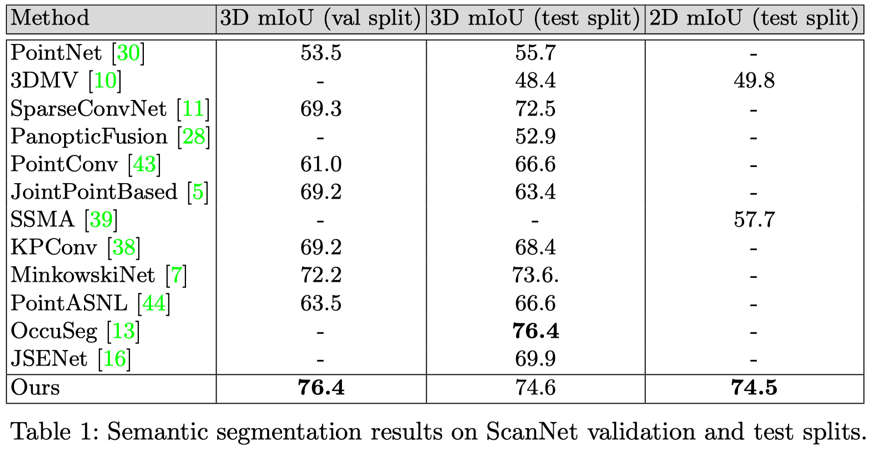 Method 3D mIoU (val split) 3D mIoU (test split) 2D mIoU (test split)
PointNet [30] 53.5 55.7 -
3DMV [10] - 48.4 49.8
SparseConvNet [11] 69.3 72.5 -
PanopticFusion [28] - 52.9 -
PointConv [43] 61.0 66.6 -
JointPointBased [5] 69.2 63.4 -
SSMA [39] - - 57.7
KPConv [38] 69.2 68.4 -
MinkowskiNet [7] 72.2 73.6. -
PointASNL [44] 63.5 66.6 -
OccuSeg [13] - 76.4 -
JSENet [16] - 69.9 -
Ours 76.4 74.6 74.5
Table 1: Semantic segmentation results on ScanNet validation and test splits.